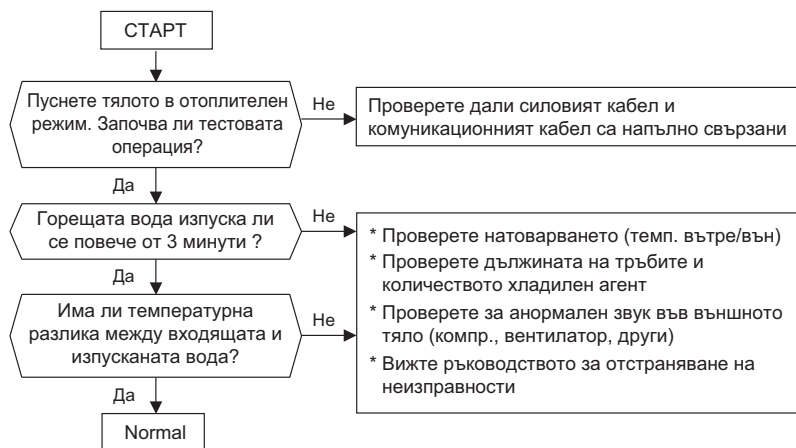 СТАРТ
Пуснете тялото в отоплителен
режим. Започва ли тестовата
операция?
Не
Проверете дали силовият кабел и
комуникационният кабел са напълно свързани
Да
Горещата вода изпуска ли
се повече от 3 минути ?
Не
* Проверете натоварването (темп. вътре/вън)
* Проверете дължината на тръбите и
количеството хладилен агент
* Проверете за анормален звук във външното
тяло (компр., вентилатор, други)
* Вижте ръководството за отстраняване на
неизправности
Да
Има ли температурна
разлика между входящата и
изпусканата вода?
Не
Да
Normal